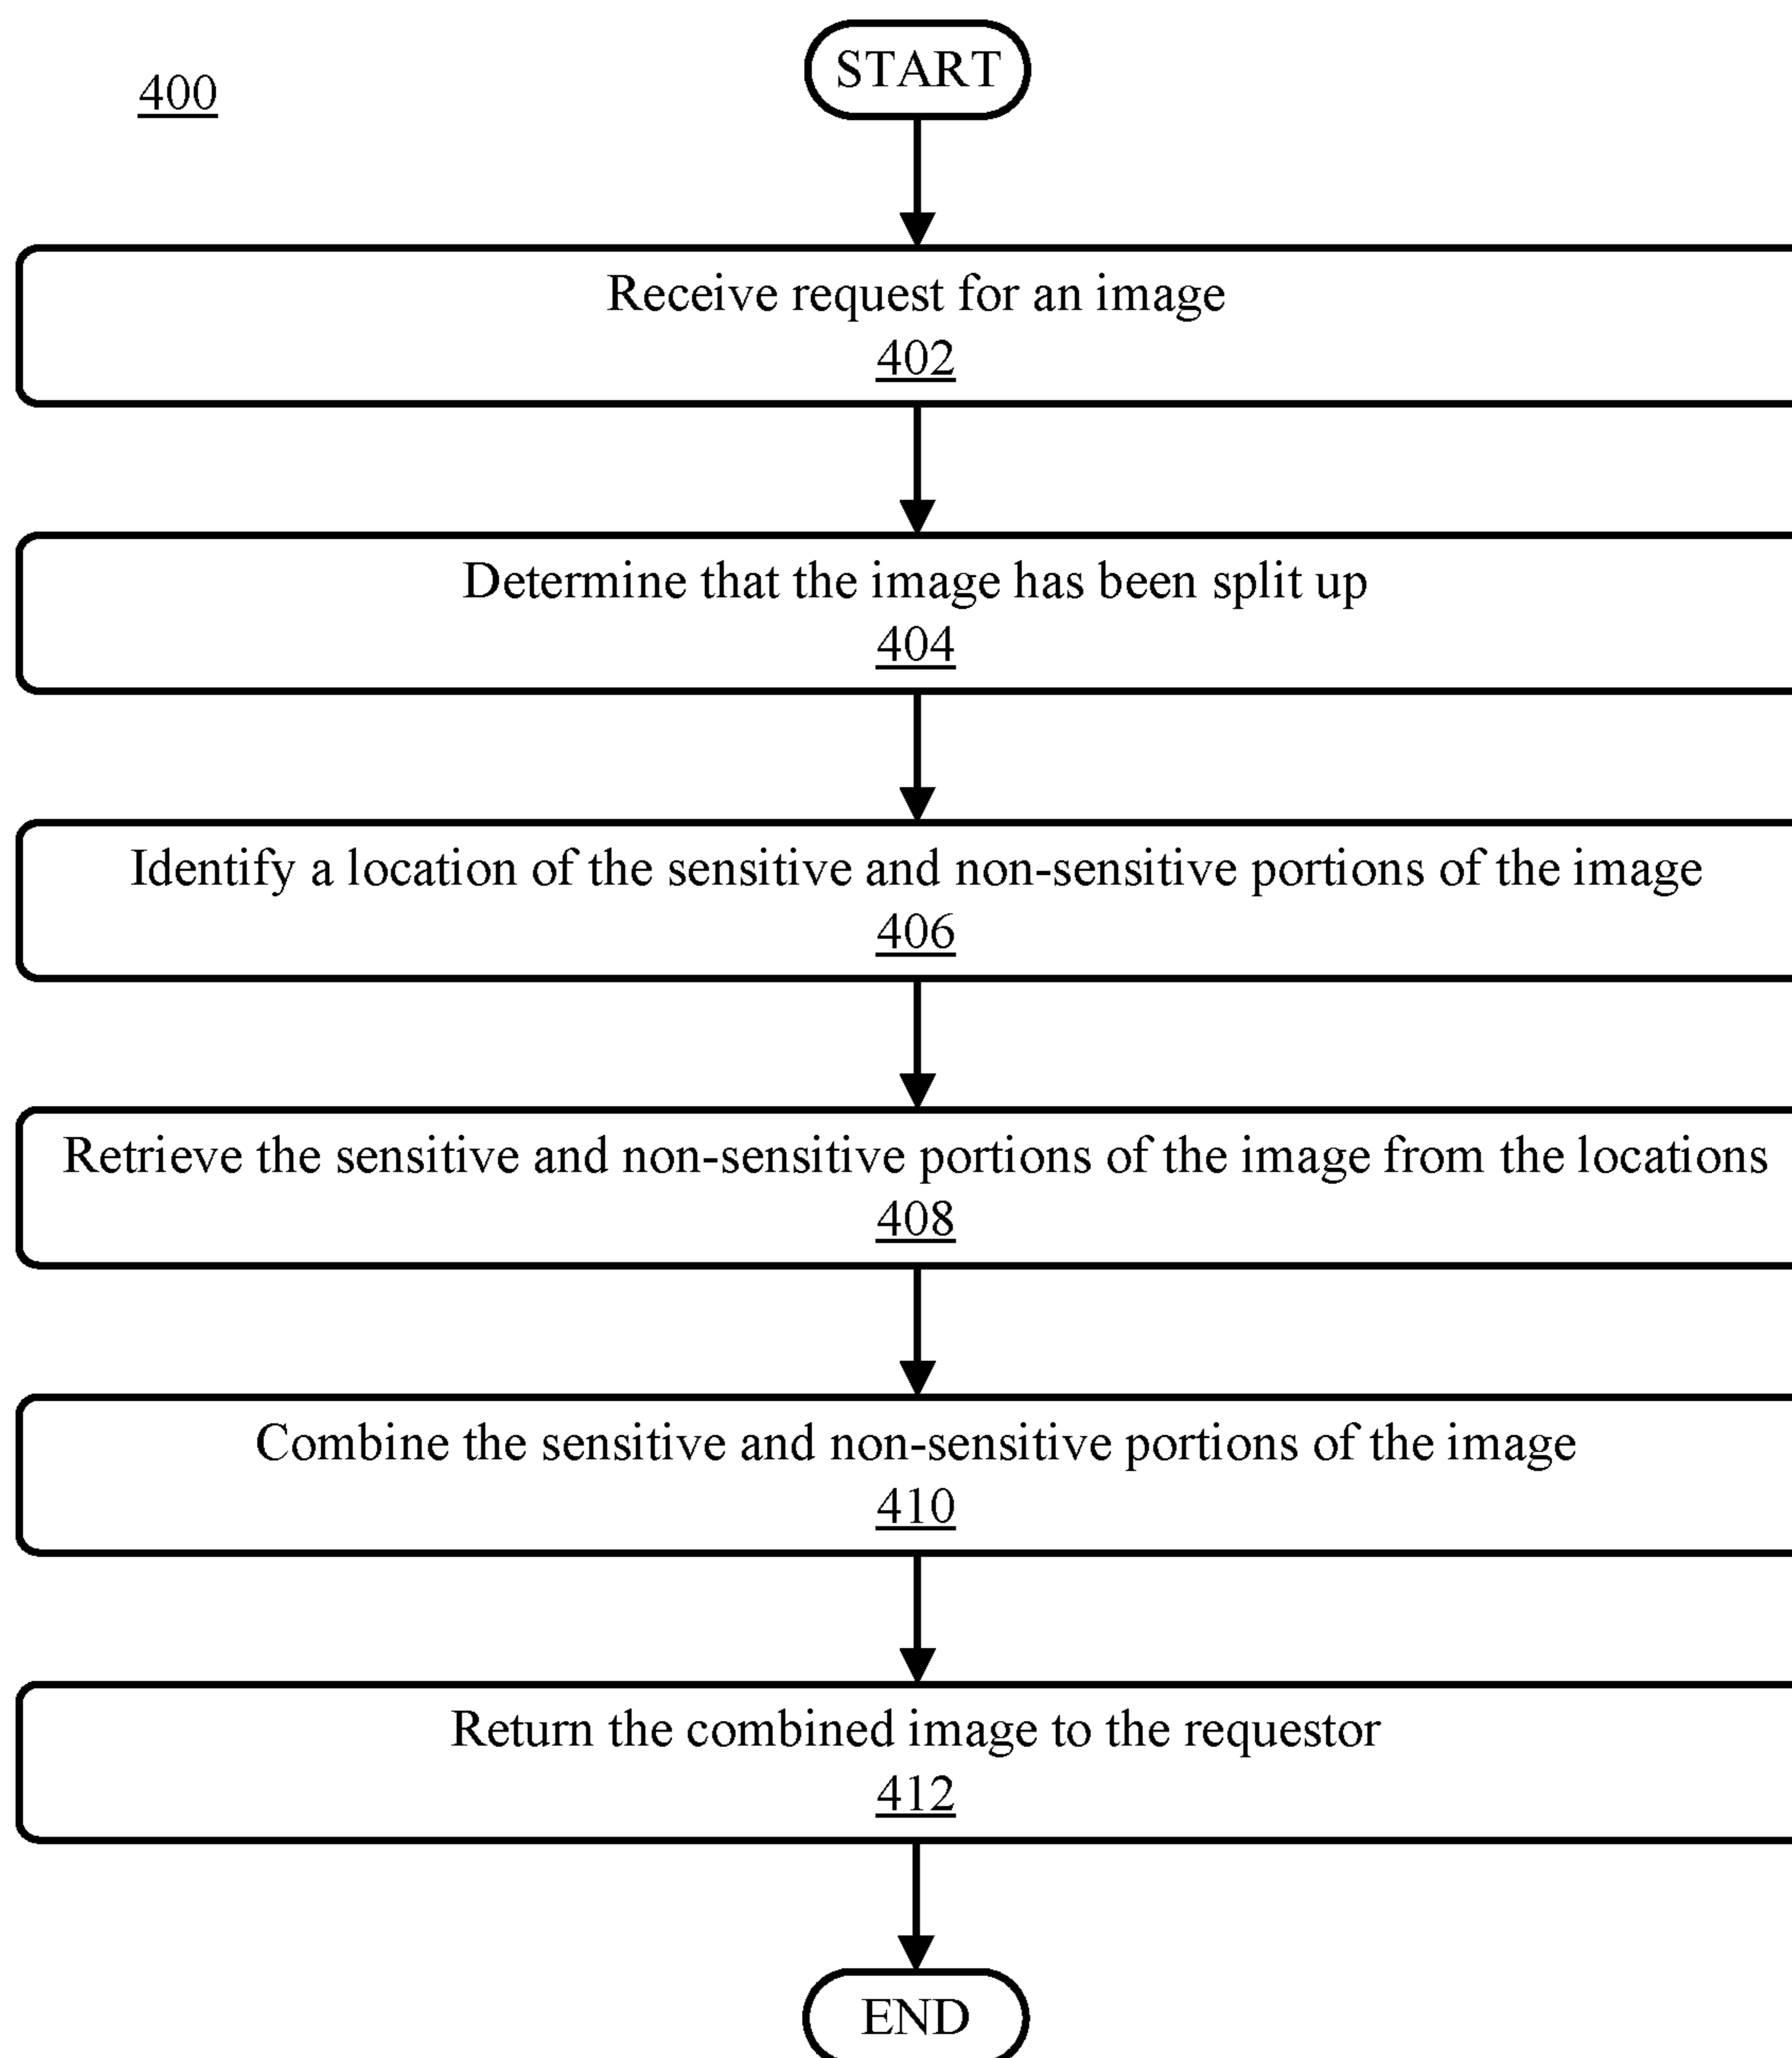 START
400
Receive request for an image
402
Determine that the image has been split up
404
Identify a location of the sensitive and non-sensitive portions of the image
406
Retrieve the sensitive and non-sensitive portions of the image from the locations
408
Combine the sensitive and non-sensitive portions of the image
410
Return the combined image to the requestor
412
END